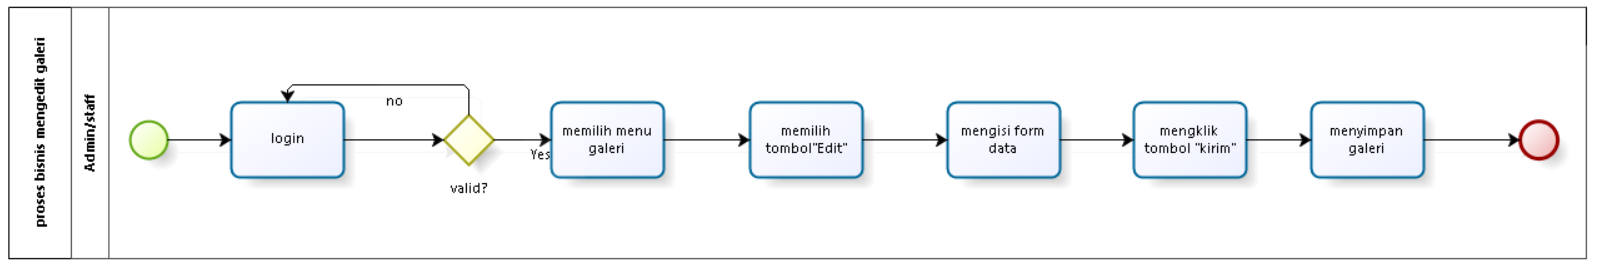 proses bisnis mengedit galeri
Admin/staff
login
no
valid?
Yes
memilih menu
galeri
memilih
tombol"Edit"
mengisi form
data
mengklik
tombol "kirim"
menyimpan
galeri